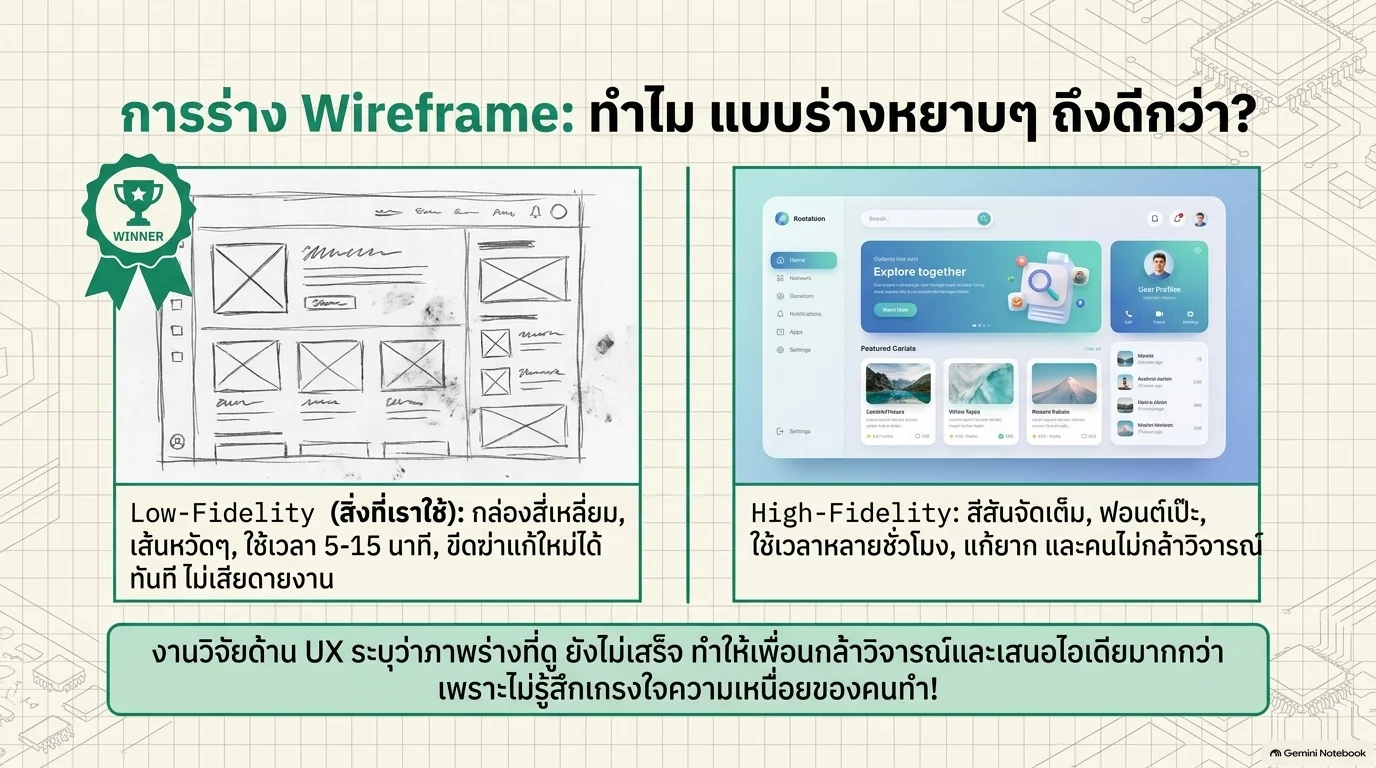 การร่าง Wireframe: ทำไม แบบร่างหยาบๆ ถึงดีกว่า?
WINNER
Rootatoon
Search..
Home
Network
Notifications
Apps
Settings
Settings
Explore together
User Profiles
Featured Carials
Low-Fidelity (สิ่งที่เราใช้): กล่องสี่เหลี่ยม,
เส้นหวัดๆ, ใช้เวลา 5-15 นาที, ขีดฆ่าแก้ใหม่ได้
ทันที ไม่เสียดายงาน
High-Fidelity: สีสันจัดเต็ม, ฟอนต์เป๊ะ,
ใช้เวลาหลายชั่วโมง, แก้ยาก และคนไม่กล้าวิจารณ์
งานวิจัยด้าน UX ระบุว่าภาพร่างที่ดู ยังไม่เสร็จ ทำให้เพื่อนกล้าวิจารณ์และเสนอไอเดียมากกว่า
เพราะไม่รู้สึกเกรงใจความเหนื่อยของคนทำ!
Gemini Notebook